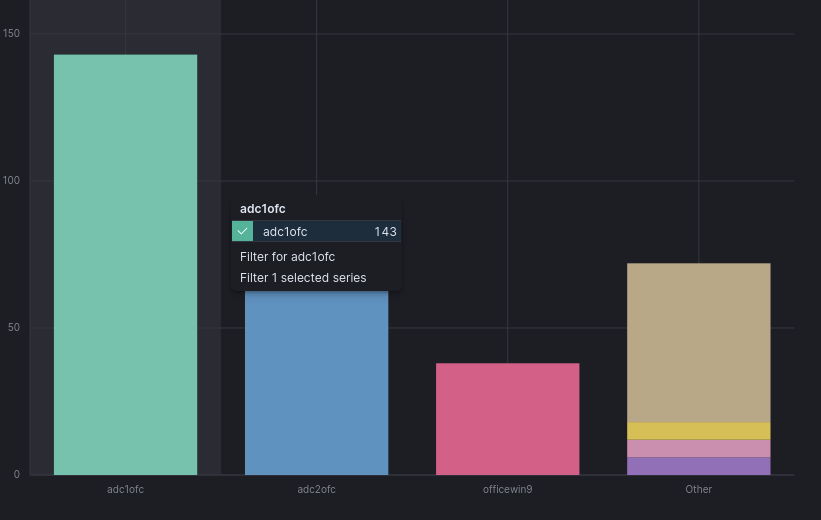 150
100
50
0
adc1ofc
adc1ofc 143
Filter for adc1ofc
Filter 1 selected series
adc1ofc adc2ofc officewin9 Other